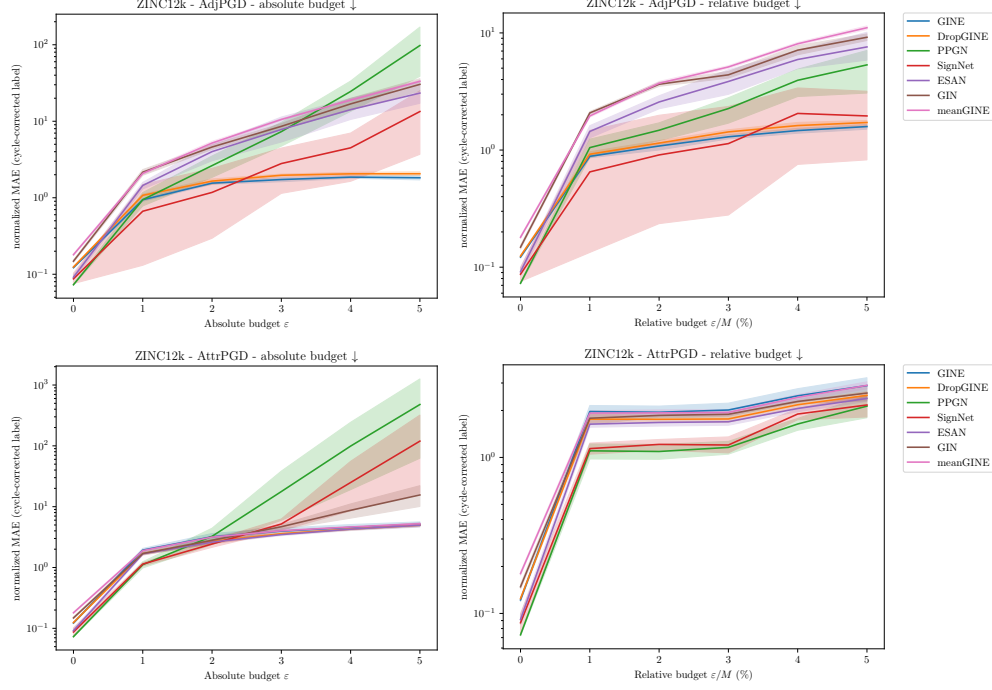 ZINC12k - AdjPGD - absolute budget ↓
normalized MAE (cycle-corrected label)
10²
10¹
10⁰
10⁻¹
0 1 2 3 4 5
Absolute budget ε
ZINC12k - AdjPGD - relative budget ↓
normalized MAE (cycle-corrected label)
10¹
10⁰
10⁻¹
0 1 2 3 4 5
Relative budget ε/M (%)
GINE
DropGINE
PPGN
SignNet
ESAN
GIN
meanGINE
ZINC12k - AttrPGD - absolute budget ↓
normalized MAE (cycle-corrected label)
10³
10²
10¹
10⁰
10⁻¹
0 1 2 3 4 5
Absolute budget ε
ZINC12k - AttrPGD - relative budget ↓
normalized MAE (cycle-corrected label)
10⁰
10⁻¹
0 1 2 3 4 5
Relative budget ε/M (%)
GINE
DropGINE
PPGN
SignNet
ESAN
GIN
meanGINE